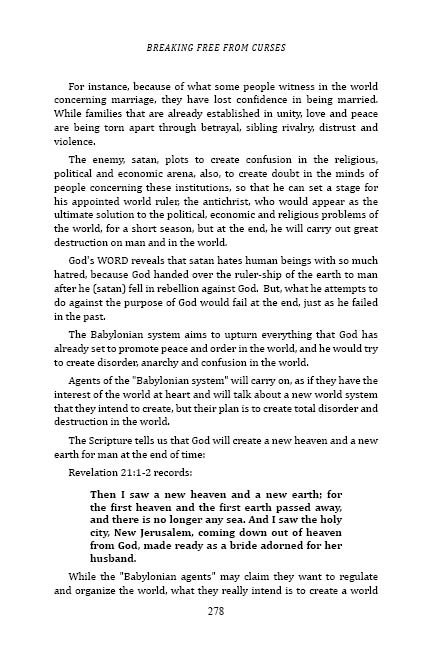 BREAKING FREE FROM CURSES
For instance, because of what some people witness in the world
concerning marriage, they have lost confidence in being married.
While families that are already established in unity, love and peace
are being torn apart through betrayal, sibling rivalry, distrust and
violence.
The enemy, satan, plots to create confusion in the religious,
political and economic arena, also, to create doubt in the minds of
people concerning these institutions, so that he can set a stage for
his appointed world ruler, the antichrist, who would appear as the
ultimate solution to the political, economic and religious problems of
the world, for a short season, but at the end, he will carry out great
destruction on man and in the world.
God's WORD reveals that satan hates human beings with so much
hatred, because God handed over the ruler-ship of the earth to man
after he (satan) fell in rebellion against God.  But, what he attempts to
do against the purpose of God would fail at the end, just as he failed
in the past.
The Babylonian system aims to upturn everything that God has
already set to promote peace and order in the world, and he would try
to create disorder, anarchy and confusion in the world.
Agents of the "Babylonian system" will carry on, as if they have the
interest of the world at heart and will talk about a new world system
that they intend to create, but their plan is to create total disorder and
destruction in the world.
The Scripture tells us that God will create a new heaven and a new
earth for man at the end of time:
Revelation 21:1-2 records:
Then I saw a new heaven and a new earth; for
the first heaven and the first earth passed away,
and there is no longer any sea. And I saw the holy
city, New Jerusalem, coming down out of heaven
from God, made ready as a bride adorned for her
husband.
While the "Babylonian agents" may claim they want to regulate
and organize the world, what they really intend is to create a world
278